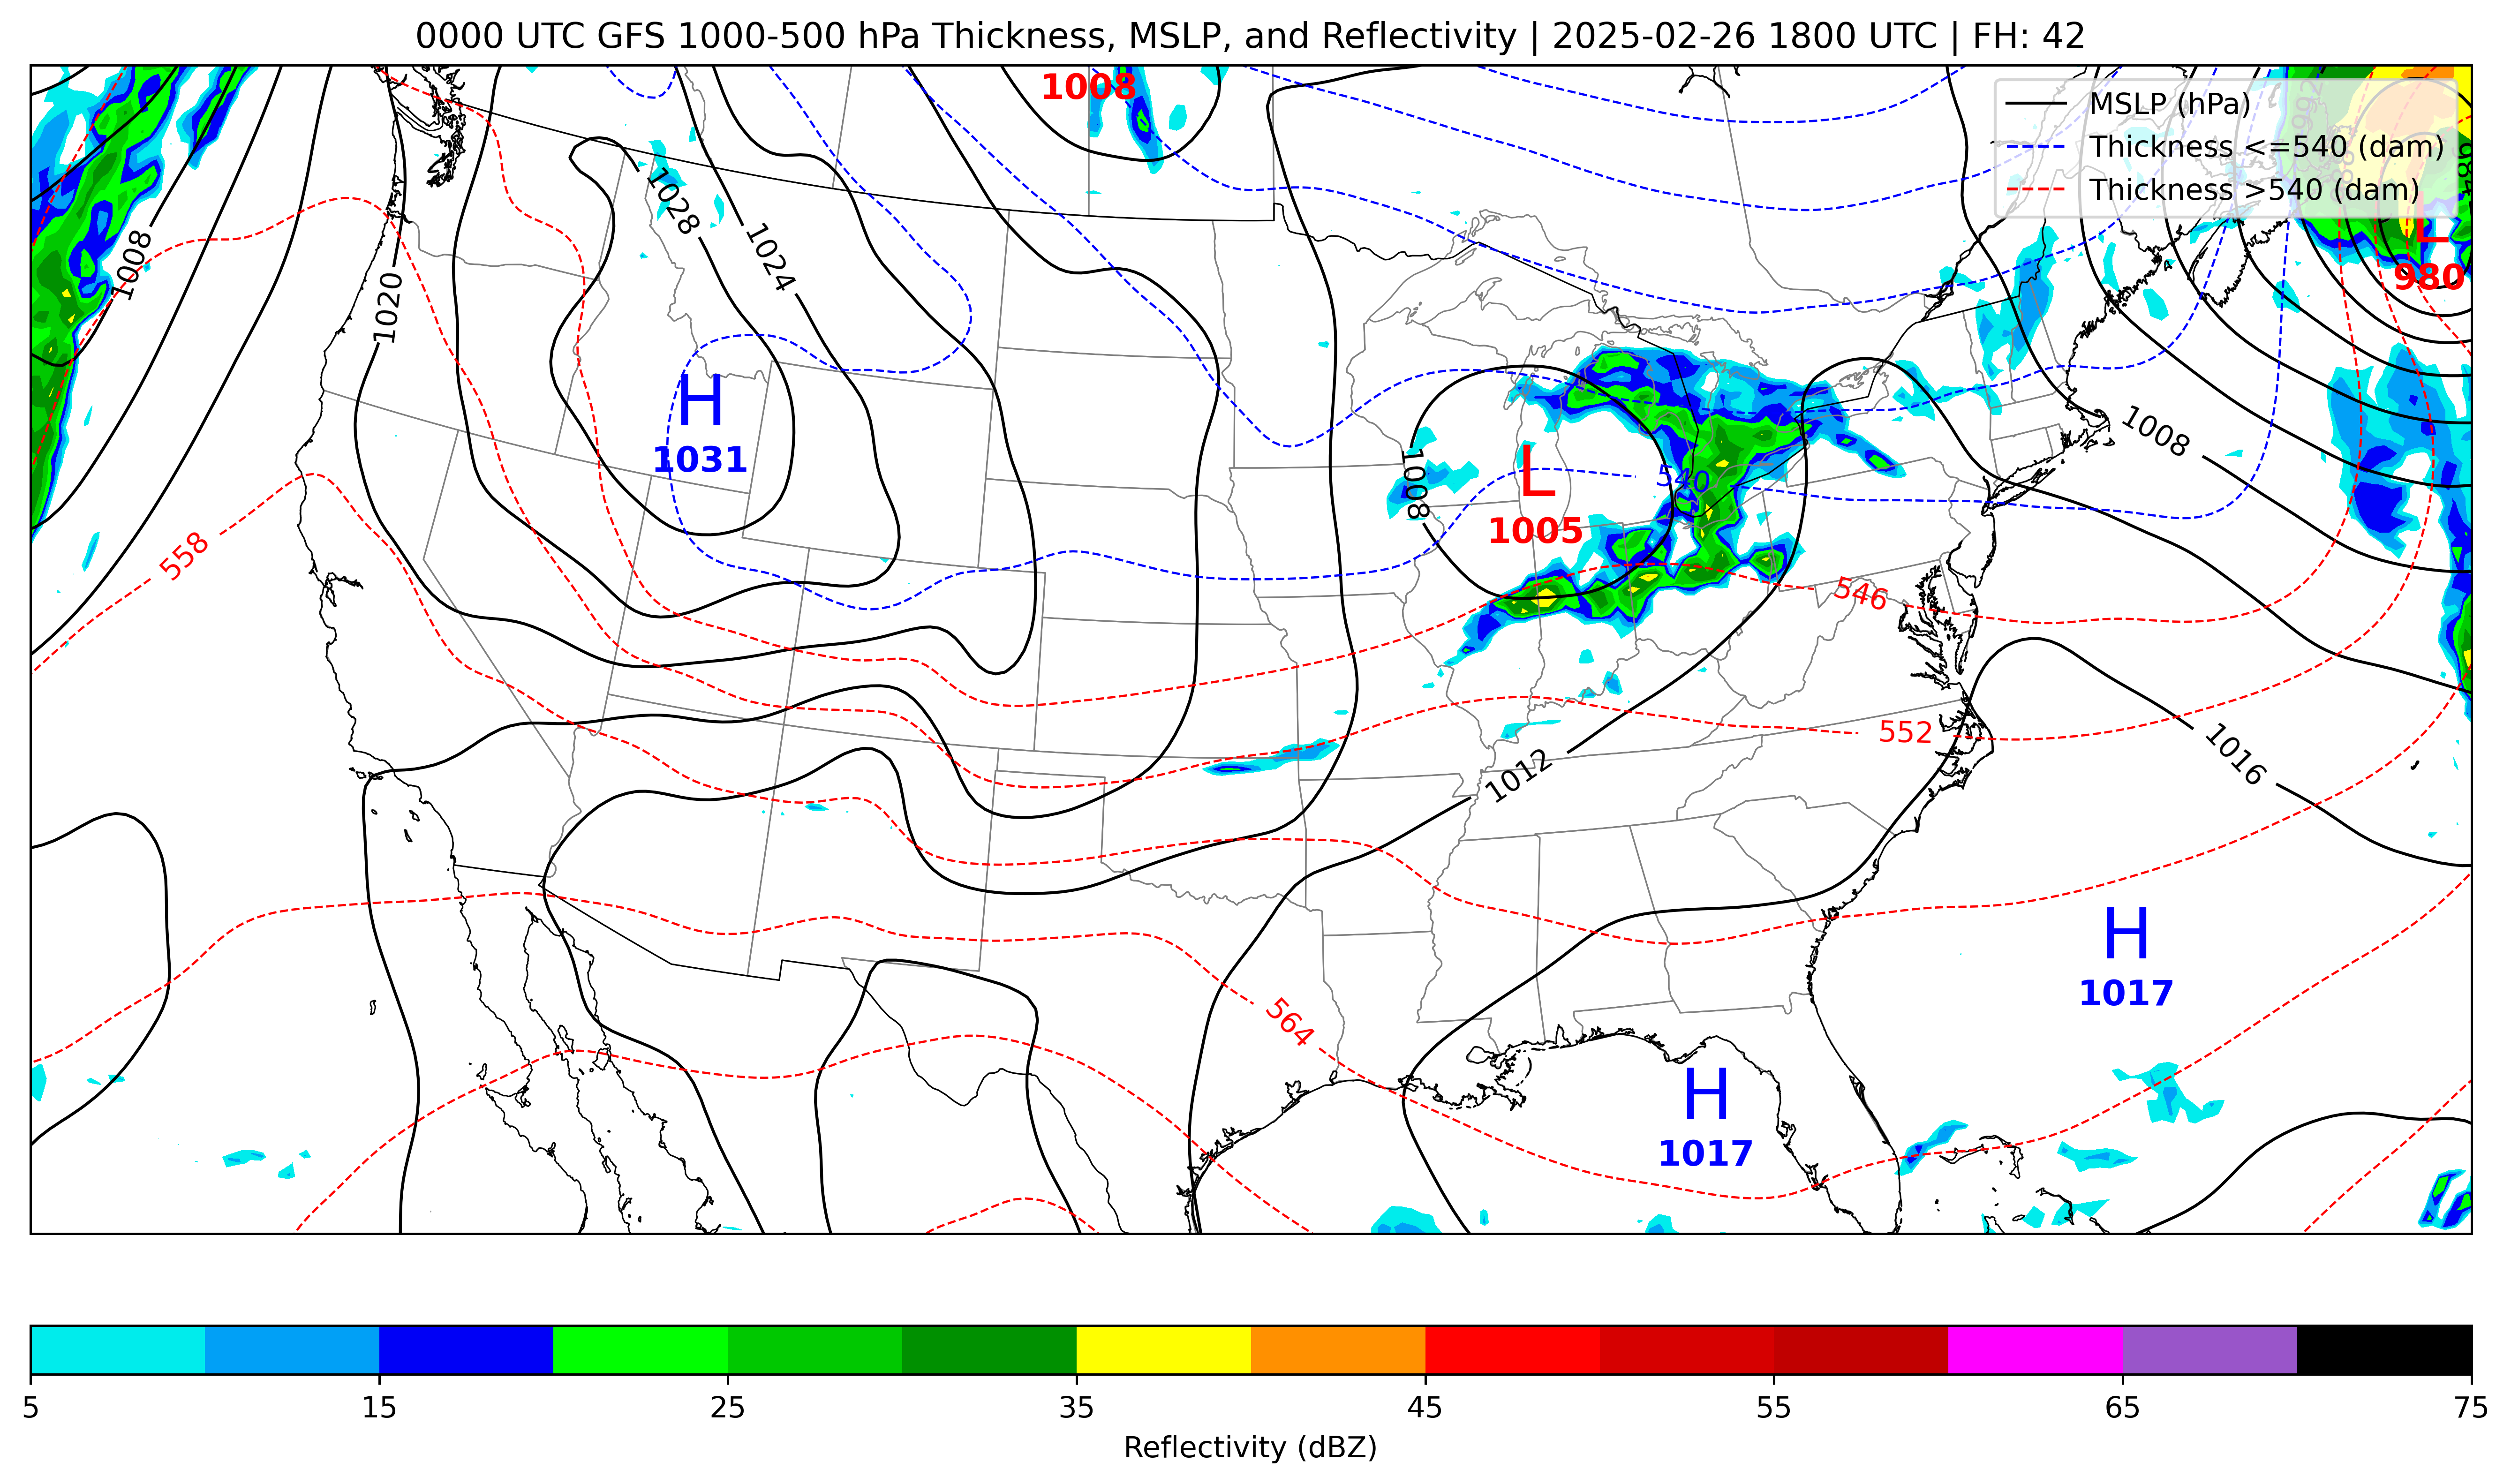 0000 UTC GFS 1000-500 hPa Thickness, MSLP, and Reflectivity | 2025-02-26 1800 UTC | FH: 42
1008
MSLP (hPa)
Thickness <=540 (dam)
Thickness >540 (dam)
992
984
1028
1024
1008
1020
L
980
H
1031
1008
L
1005
540
1008
558
546
552
1016
1012
H
1017
564
H
1017
5
15
25
35
45
55
65
75
Reflectivity (dBZ)